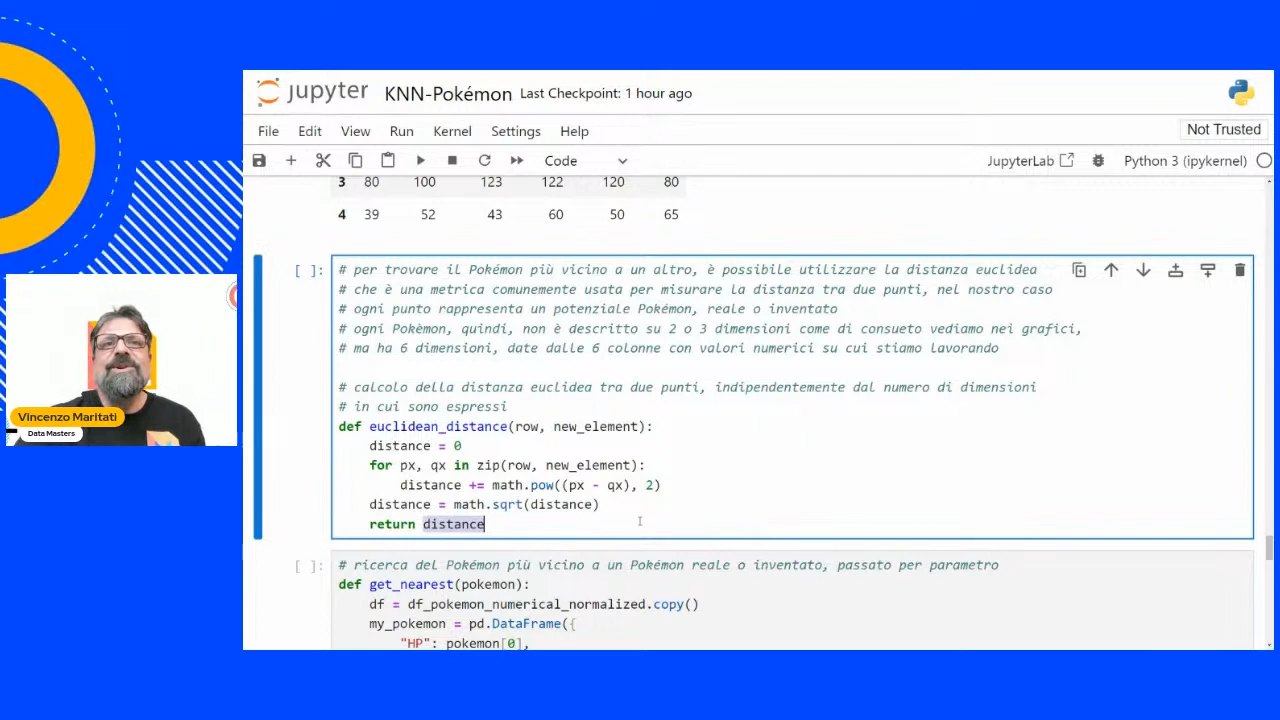 jupyter KNN-Pokémon Last Checkpoint: 1 hour ago
File Edit View Run Kernel Settings Help
Not Trusted
Code
JupyterLab
Python 3 (ipykernel)
3 80 100 123 122 120 80
4 39 52 43 60 50 65
[ ]:
# per trovare il Pokémon più vicino a un altro, è possibile utilizzare la distanza euclidea
# che è una metrica comunemente usata per misurare la distanza tra due punti, nel nostro caso
# ogni punto rappresenta un potenziale Pokémon, reale o inventato
# ogni Pokèmon, quindi, non è descritto su 2 o 3 dimensioni come di consueto vediamo nei grafici,
# ma ha 6 dimensioni, date dalle 6 colonne con valori numerici su cui stiamo lavorando
# calcolo della distanza euclidea tra due punti, indipendentemente dal numero di dimensioni
# in cui sono espressi
def euclidean_distance(row, new_element):
distance = 0
for px, qx in zip(row, new_element):
distance += math.pow((px - qx), 2)
distance = math.sqrt(distance)
return distance
[ ]:
# ricerca del Pokémon più vicino a un Pokémon reale o inventato, passato per parametro
def get_nearest(pokemon):
df = df_pokemon_numerical_normalized.copy()
my_pokemon = pd.DataFrame({
"HP": pokemon[0],
Vincenzo Maritati
Data Masters